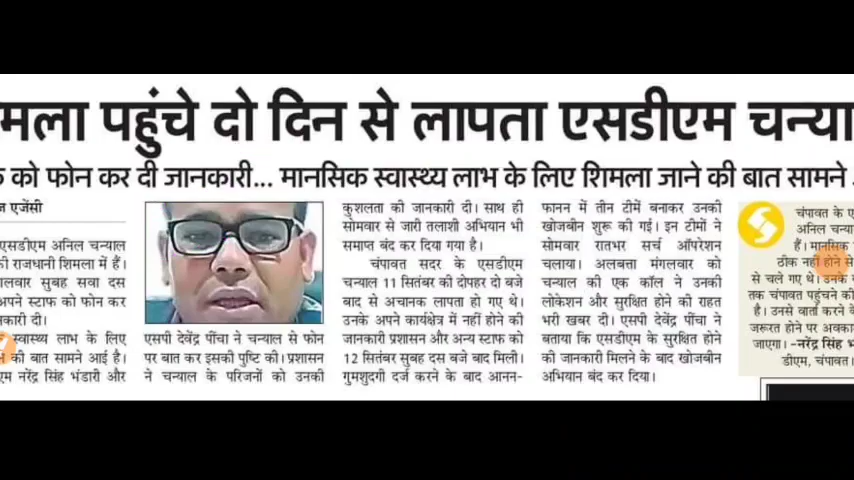 मला पहुंचे दो दिन से लापता एसडीएम चन्या
को फोन कर दी जानकारी... मानसिक स्वास्थ्य लाभ के लिए शिमला जाने की बात सामने
एजेंसी
एसडीएम अनिल चन्याल
की राजधानी शिमला में हैं।
सुबह सवा दस
अपने स्टाफ को फोन कर
दी।
स्वास्थ्य लाभ के लिए
की बात सामने आई है।
नरेंद्र सिंह भंडारी और
एसपी देवेंद्र पींचा ने चन्याल से फोन
पर बात कर इसकी पुष्टि की। प्रशासन
ने चन्याल के परिजनों को उनकी
कुशलता की जानकारी दी। साथ ही
सोमवार से जारी तलाशी अभियान भी
समाप्त बंद कर दिया गया है।
चंपावत सदर के एसडीएम
चन्याल 11 सितंबर की दोपहर दो बजे
बाद से अचानक लापता हो गए थे।
उनके अपने कार्यक्षेत्र में नहीं होने की
जानकारी प्रशासन और अन्य स्टाफ को
12 सितंबर सुबह दस बजे बाद मिली।
गुमशुदगी दर्ज करने के बाद आनन-
फानन में तीन टीमें बनाकर उनकी
खोजबीन शुरू की गई। इन टीमों ने
सोमवार रातभर सर्च ऑपरेशन
चलाया। अलबत्ता मंगलवार को
चन्याल की एक कॉल ने उनकी
लोकेशन और सुरक्षित होने की राहत
भरी खबर दी। एसपी देवेंद्र पींचा ने
बताया कि एसडीएम के सुरक्षित होने
की जानकारी मिलने के बाद खोजबीन
अभियान बंद कर दिया।
चंपावत के ए
अनिल चन्या
हैं। मानसिक
ठीक नहीं होने से
से चले गए थे। उनके
तक चंपावत पहुंचने की
है। उनसे वार्ता करने के
जरूरत होने पर अवका
जाएगा। -नरेंद्र सिंह भं
डीएम, चंपावत।